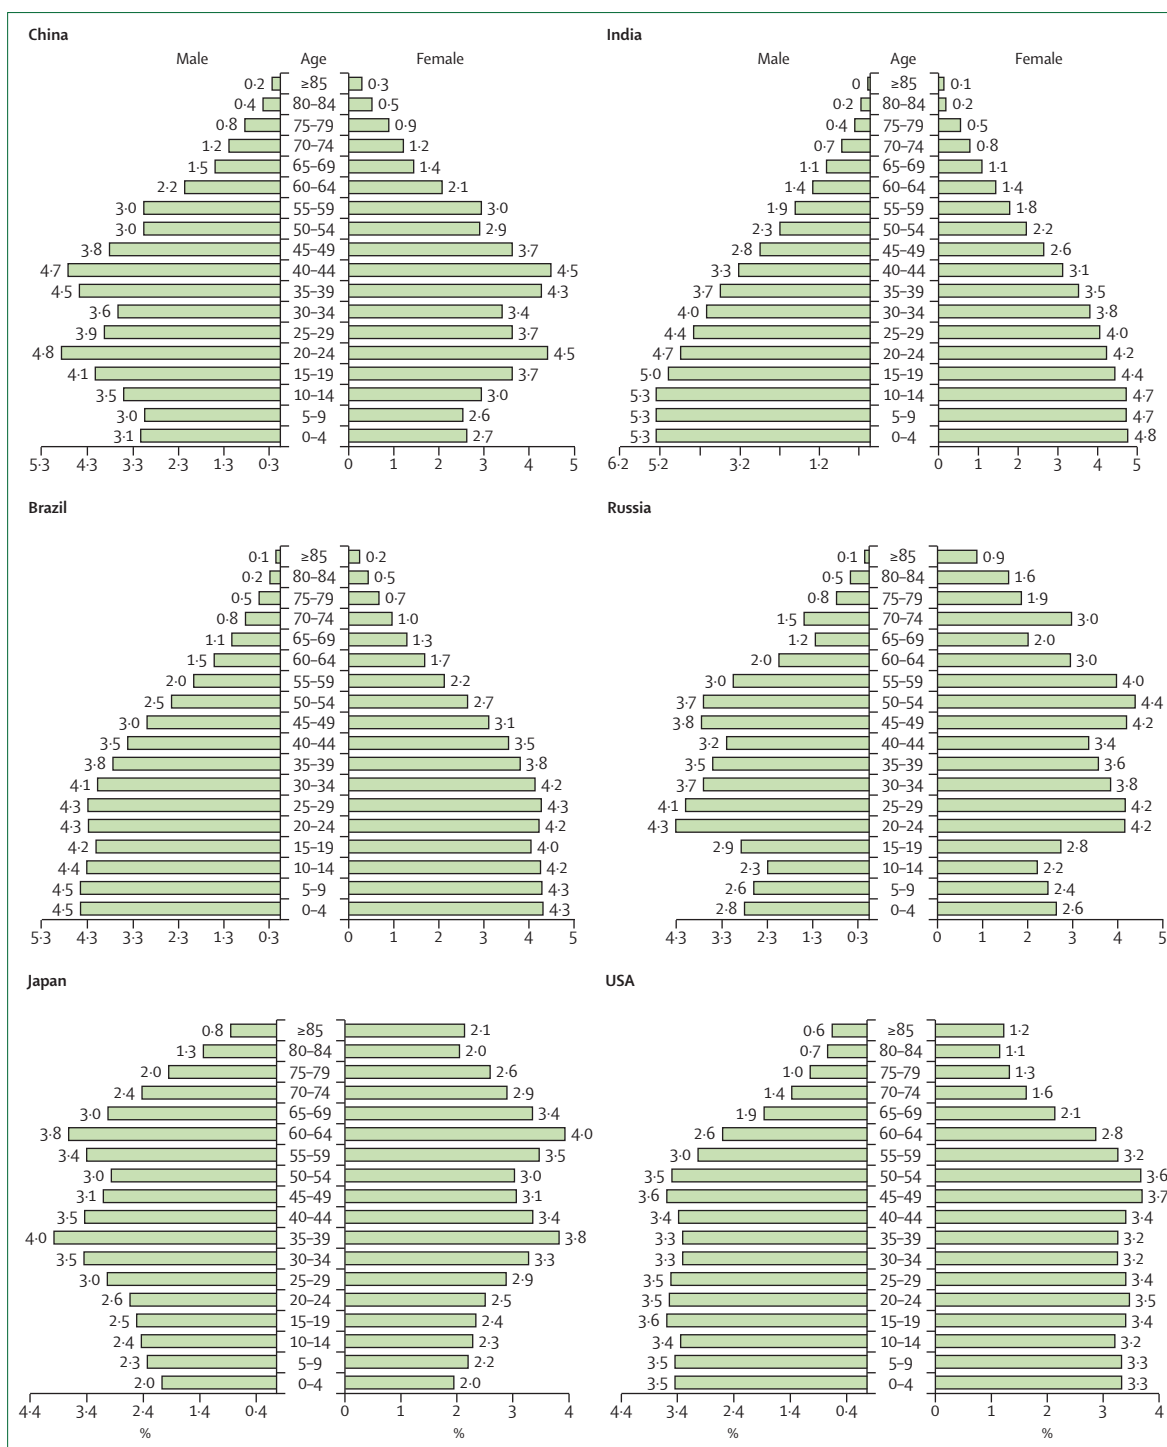 China India
Male Age Female Male Age Female
0·2 ≥85 0·3 0 ≥85 0·1
0·4 80–84 0·5 0·2 80–84 0·2
0·8 75–79 0·9 0·4 75–79 0·5
1·2 70–74 1·2 0·7 70–74 0·8
1·5 65–69 1·4 1·1 65–69 1·1
2·2 60–64 2·1 1·4 60–64 1·4
3·0 55–59 3·0 1·9 55–59 1·8
3·0 50–54 2·9 2·3 50–54 2·2
3·8 45–49 3·7 2·8 45–49 2·6
4·7 40–44 4·5 3·3 40–44 3·1
4·5 35–39 4·3 3·7 35–39 3·5
3·6 30–34 3·4 4·0 30–34 3·8
3·9 25–29 3·7 4·4 25–29 4·0
4·8 20–24 4·5 4·7 20–24 4·2
4·1 15–19 3·7 5·0 15–19 4·4
3·5 10–14 3·0 5·3 10–14 4·7
3·0 5–9 2·6 5·3 5–9 4·7
3·1 0–4 2·7 5·3 0–4 4·8
5·3 4·3 3·3 2·3 1·3 0·3 0 1 2 3 4 5 6·2 5·2 3·2 1·2 0 1 2 3 4 5
Brazil Russia
0·1 ≥85 0·2 0·1 ≥85 0·9
0·2 80–84 0·5 0·5 80–84 1·6
0·5 75–79 0·7 0·8 75–79 1·9
0·8 70–74 1·0 1·5 70–74 3·0
1·1 65–69 1·3 1·2 65–69 2·0
1·5 60–64 1·7 2·0 60–64 3·0
2·0 55–59 2·2 3·0 55–59 4·0
2·5 50–54 2·7 3·7 50–54 4·4
3·0 45–49 3·1 3·8 45–49 4·2
3·5 40–44 3·5 3·2 40–44 3·4
3·8 35–39 3·8 3·5 35–39 3·6
4·1 30–34 4·2 3·7 30–34 3·8
4·3 25–29 4·3 4·1 25–29 4·2
4·3 20–24 4·2 4·3 20–24 4·2
4·2 15–19 4·0 2·9 15–19 2·8
4·4 10–14 4·2 2·3 10–14 2·2
4·5 5–9 4·3 2·6 5–9 2·4
4·5 0–4 4·3 2·8 0–4 2·6
5·3 4·3 3·3 2·3 1·3 0·3 0 1 2 3 4 5 4·3 3·3 2·3 1·3 0·3 0 1 2 3 4 5
Japan USA
0·8 ≥85 2·1 0·6 ≥85 1·2
1·3 80–84 2·0 0·7 80–84 1·1
2·0 75–79 2·6 1·0 75–79 1·3
2·4 70–74 2·9 1·4 70–74 1·6
3·0 65–69 3·4 1·9 65–69 2·1
3·8 60–64 4·0 2·6 60–64 2·8
3·4 55–59 3·5 3·0 55–59 3·2
3·0 50–54 3·0 3·5 50–54 3·6
3·1 45–49 3·1 3·6 45–49 3·7
3·5 40–44 3·4 3·4 40–44 3·4
4·0 35–39 3·8 3·3 35–39 3·2
3·5 30–34 3·3 3·3 30–34 3·2
3·0 25–29 2·9 3·5 25–29 3·4
2·6 20–24 2·5 3·5 20–24 3·5
2·5 15–19 2·4 3·6 15–19 3·4
2·4 10–14 2·3 3·4 10–14 3·2
2·3 5–9 2·2 3·5 5–9 3·3
2·0 0–4 2·0 3·5 0–4 3·3
4·4 3·4 2·4 1·4 0·4 0 1 2 3 4 4·4 3·4 2·4 1·4 0·4 0 1 2 3 4
% % % %